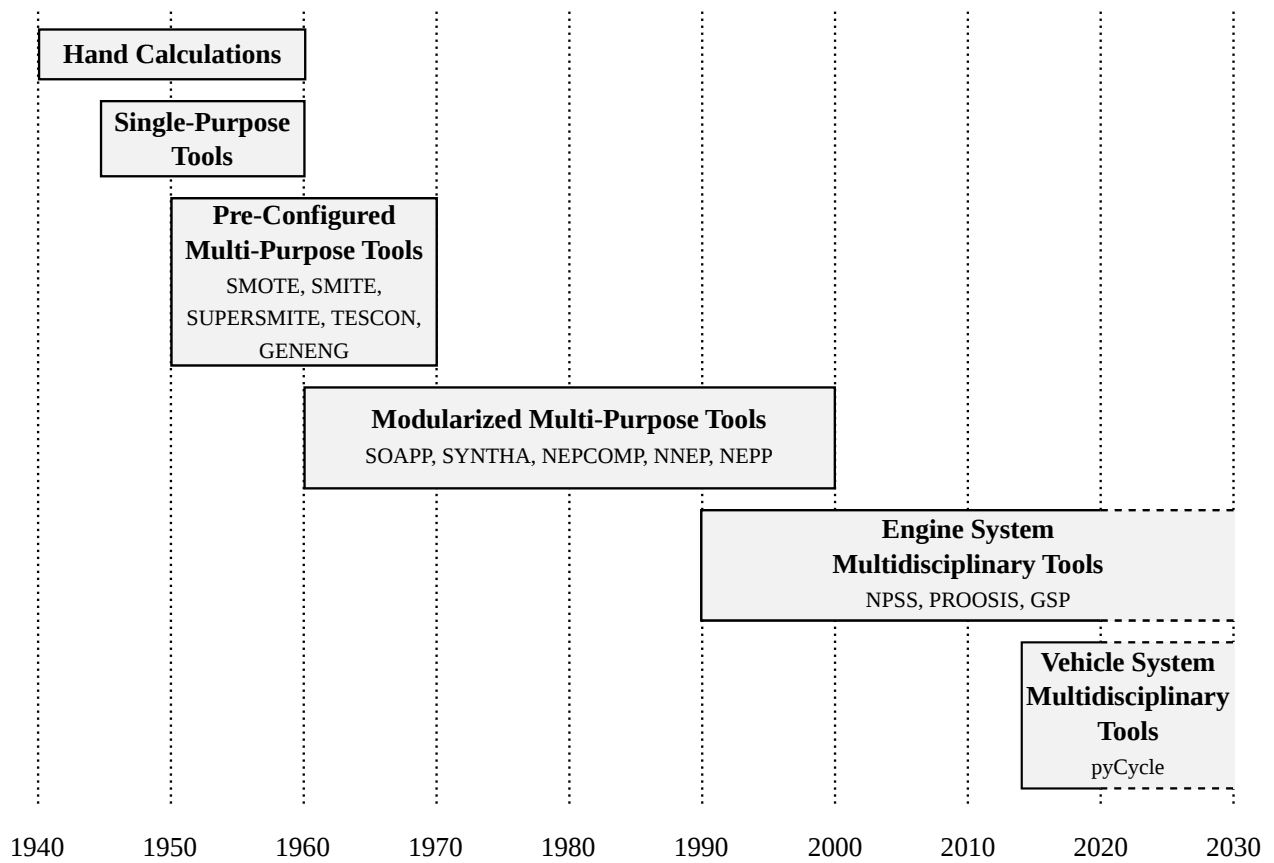 Hand Calculations
Single-Purpose
Tools
Pre-Configured
Multi-Purpose Tools
SMOTE, SMITE,
SUPERSMITE, TESCON,
GENENG
Modularized Multi-Purpose Tools
SOAPP, SYNTHA, NEPCOMP, NNEP, NEPP
Engine System
Multidisciplinary Tools
NPSS, PROOSIS, GSP
Vehicle System
Multidisciplinary
Tools
pyCycle
1940 1950 1960 1970 1980 1990 2000 2010 2020 2030